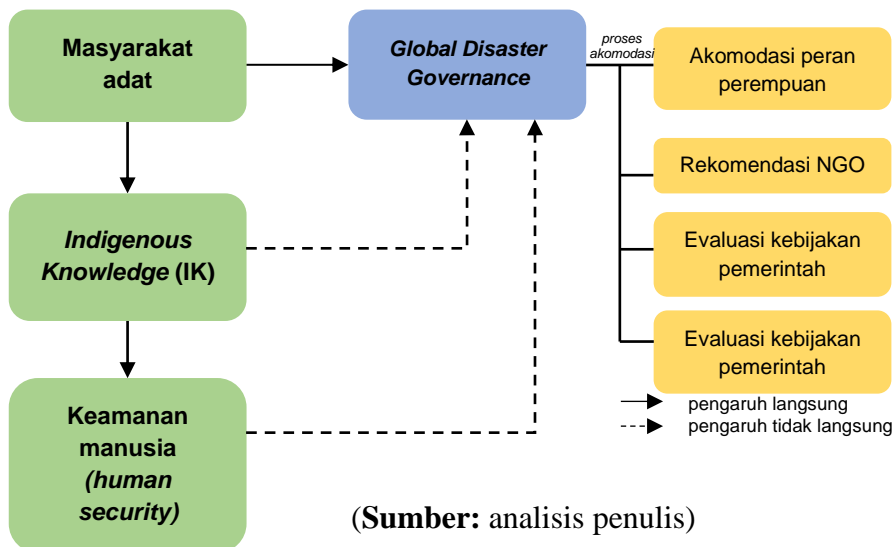 Masyarakat
adat
Global Disaster
Governance
proses
akomodasi
Akomodasi peran
perempuan
Rekomendasi NGO
Indigenous
Knowledge (IK)
Evaluasi kebijakan
pemerintah
Evaluasi kebijakan
pemerintah
Keamanan
manusia
(human
security)
pengaruh langsung
pengaruh tidak langsung
(Sumber: analisis penulis)